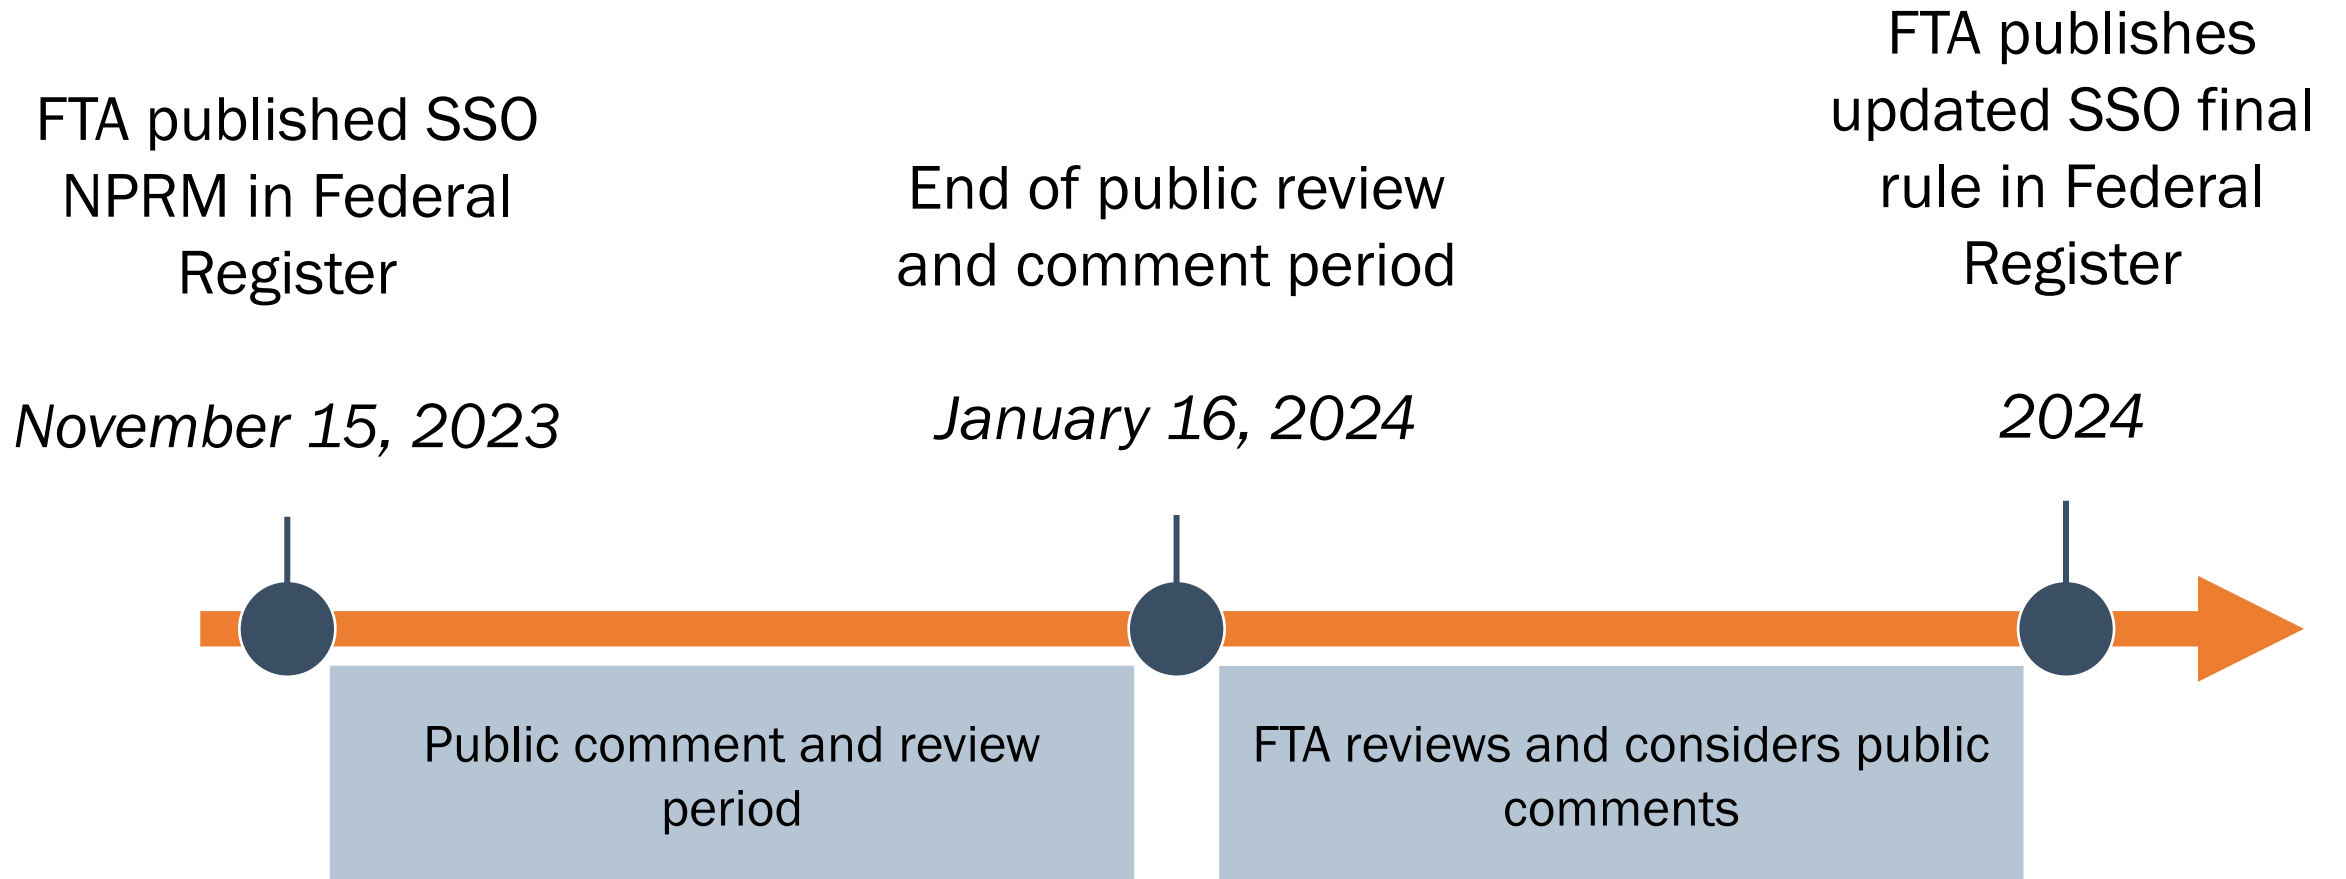 FTA published SSO
NPRM in Federal
Register
November 15, 2023
End of public review
and comment period
January 16, 2024
FTA publishes
updated SSO final
rule in Federal
Register
2024
Public comment and review
period
FTA reviews and considers public
comments